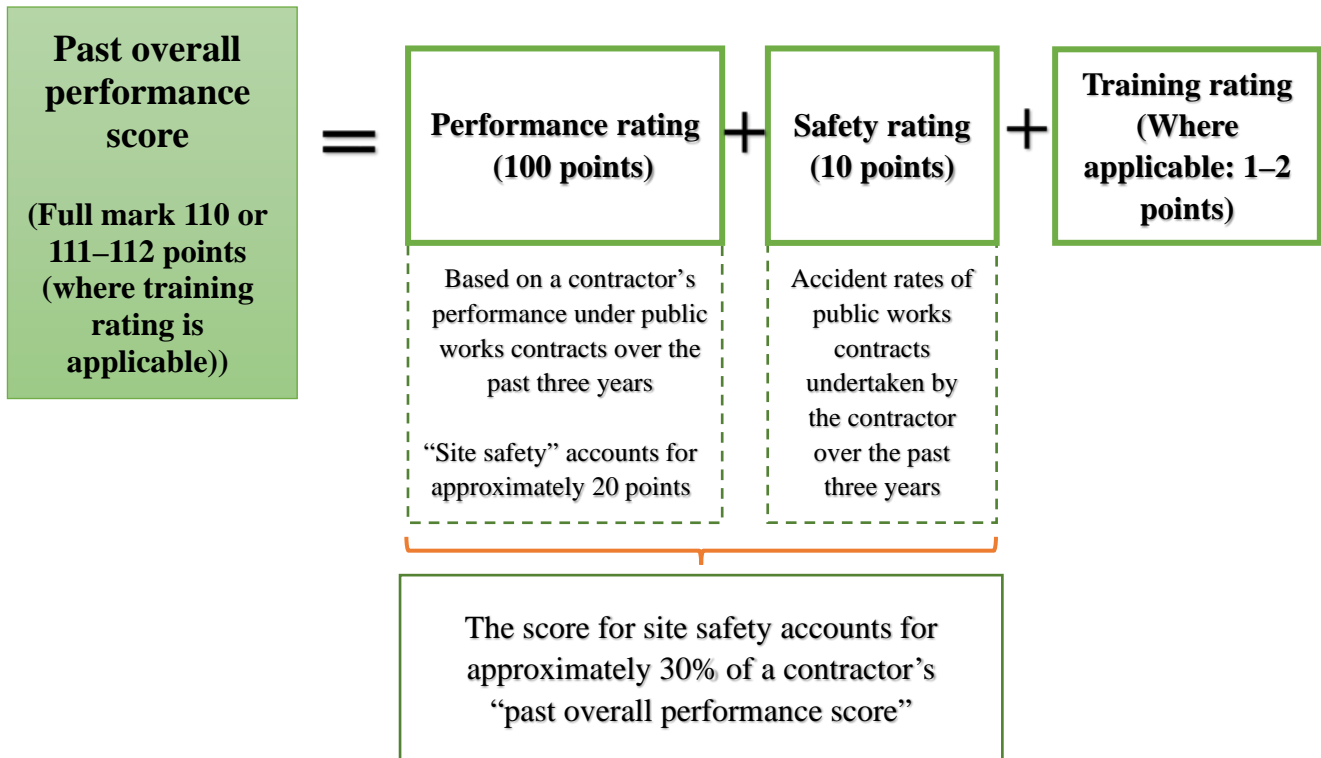 Past overall
performance
score
(Full mark 110 or
111–112 points
(where training
rating is
applicable))
=
Performance rating
(100 points)
+
Safety rating
(10 points)
+
Training rating
(Where
applicable: 1–2
points)
Based on a contractor’s
performance under public
works contracts over the
past three years
“Site safety” accounts for
approximately 20 points
Accident rates of
public works
contracts
undertaken by
the contractor
over the past
three years
The score for site safety accounts for
approximately 30% of a contractor’s
“past overall performance score”